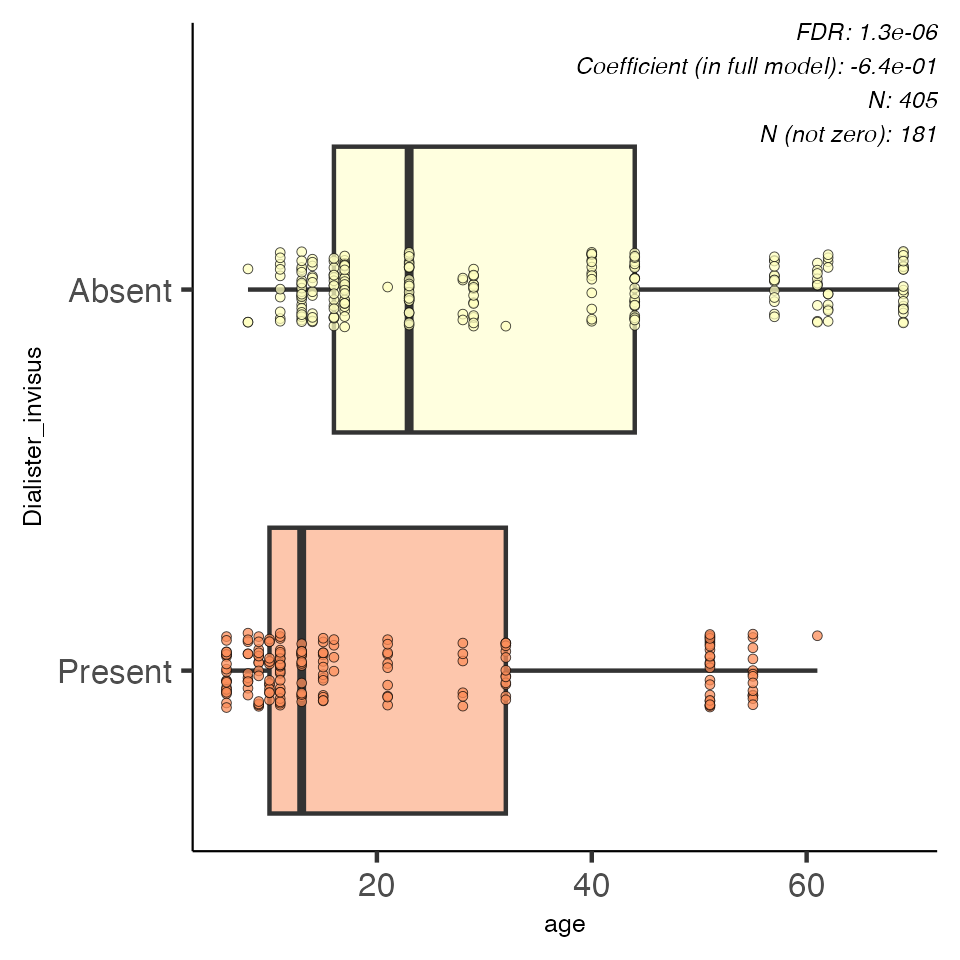 FDR: 1.3e-06
Coefficient (in full model): -6.4e-01
N: 405
N (not zero): 181
Absent
Dialister_invisus
Present
20 40 60
age